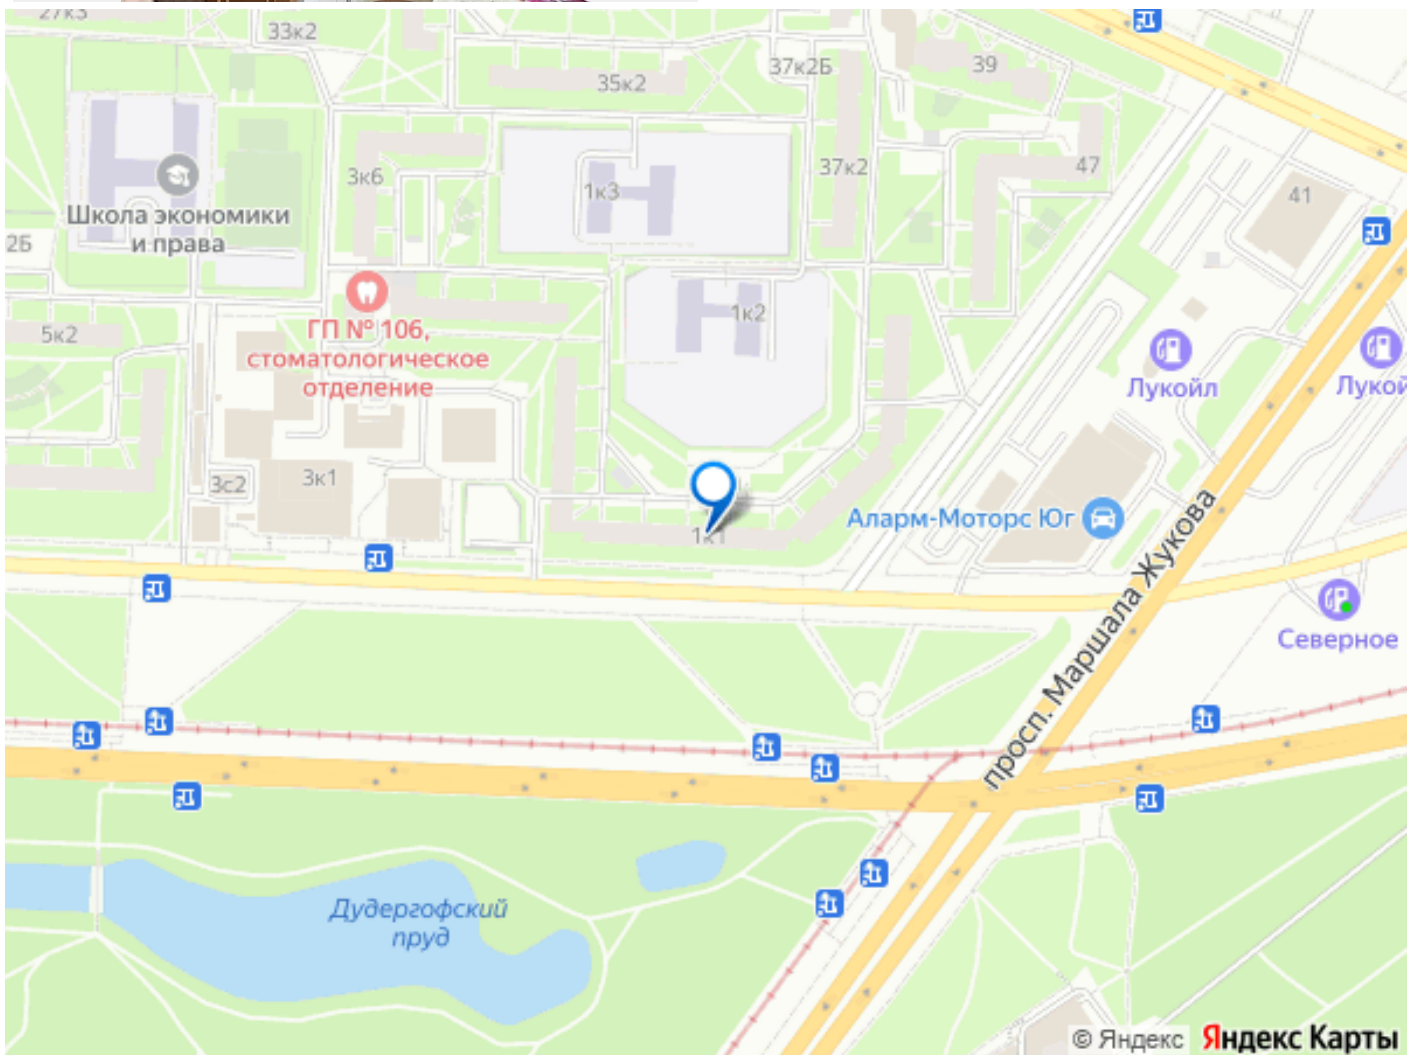 27к3
33к2
35к2
37к2Б
39
3к6
1к3
37к2
47
41
Школа экономики
и права
2Б
5к2
ГП № 106,
стоматологическое
отделение
1к2
Лукойл
Лукой
3с2
3к1
1к1
Аларм-Моторс Юг
просп. Маршала Жукова
Северное
Дудергофский
пруд
© Яндекс Яндекс Карты